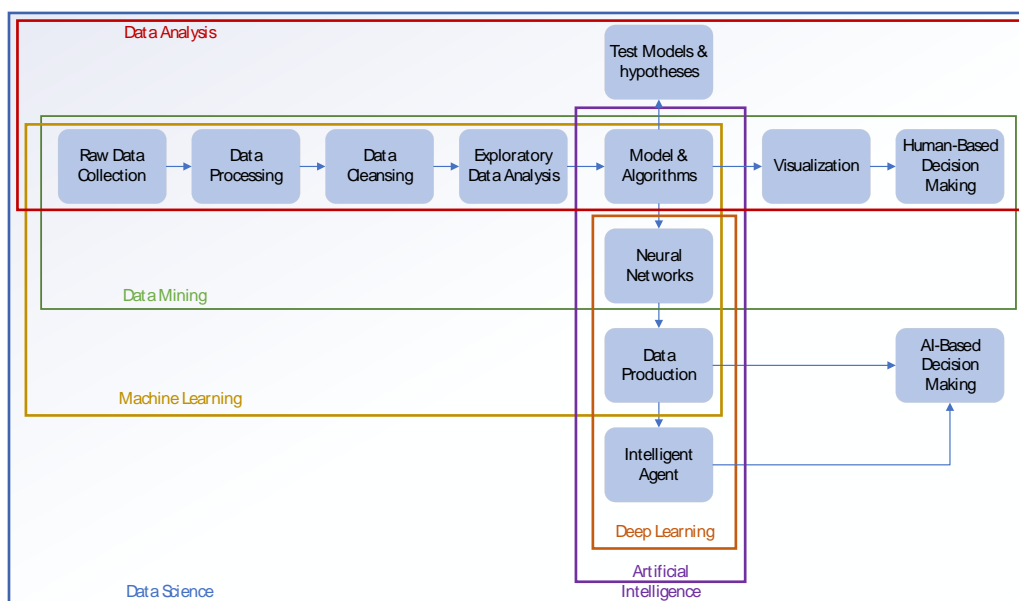 Data Analysis
Test Models &
hypotheses
Raw Data
Collection
Data
Processing
Data
Cleansing
Exploratory
Data Analysis
Model &
Algorithms
Visualization
Human-Based
Decision
Making
Neural
Networks
Data Mining
Data
Production
AI-Based
Decision
Making
Machine Learning
Intelligent
Agent
Deep Learning
Artificial
Intelligence
Data Science